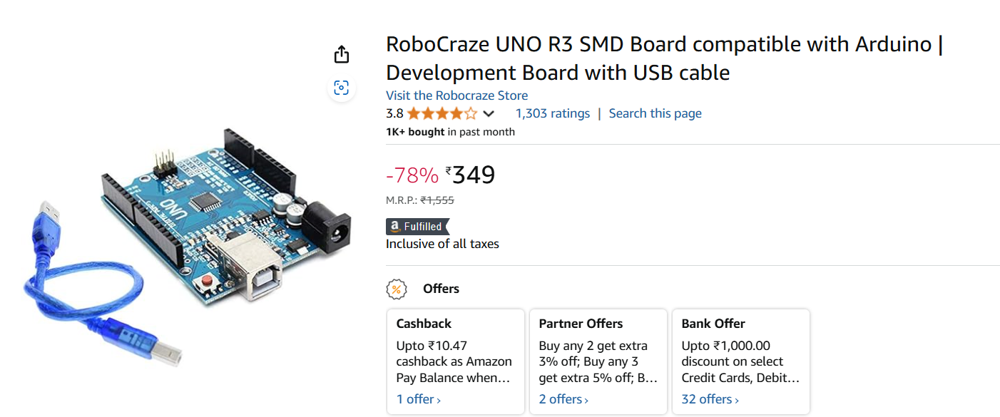 RoboCraze UNO R3 SMD Board compatible with Arduino |
Development Board with USB cable
Visit the Robocraze Store
3.8 1,303 ratings | Search this page
1K+ bought in past month
-78% ₹349
M.R.P.: ₹1,555
a Fulfilled
Inclusive of all taxes
% Offers
Cashback
Upto ₹10.47
cashback as Amazon
Pay Balance when…
1 offer ›
Partner Offers
Buy any 2 get extra
3% off; Buy any 3
get extra 5% off; B…
2 offers ›
Bank Offer
Upto ₹1,000.00
discount on select
Credit Cards, Debit…
32 offers ›
UNO